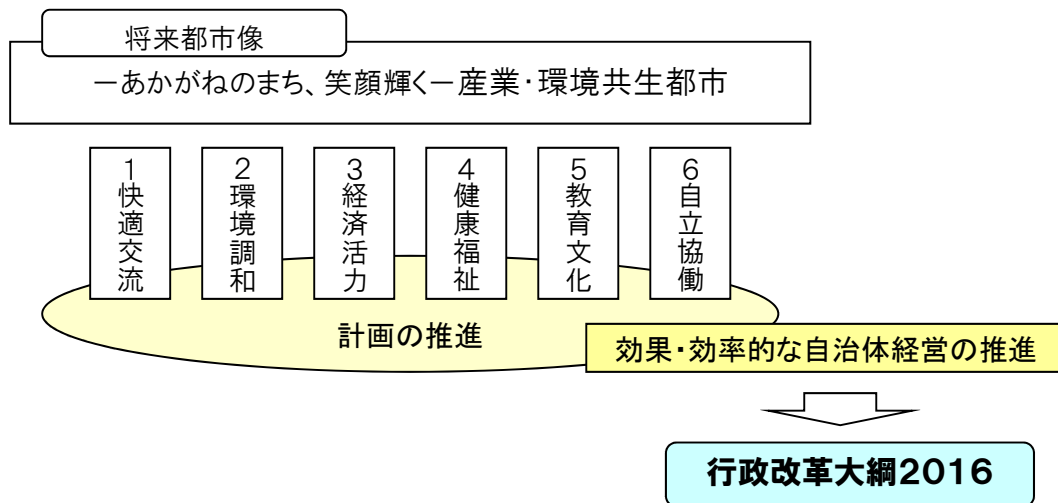 将来都市像
－あかがねのまち、笑顔輝く－産業・環境共生都市
1快適交流
2環境調和
3経済活力
4健康福祉
5教育文化
6自立協働
計画の推進
効果・効率的な自治体経営の推進
行政改革大綱2016